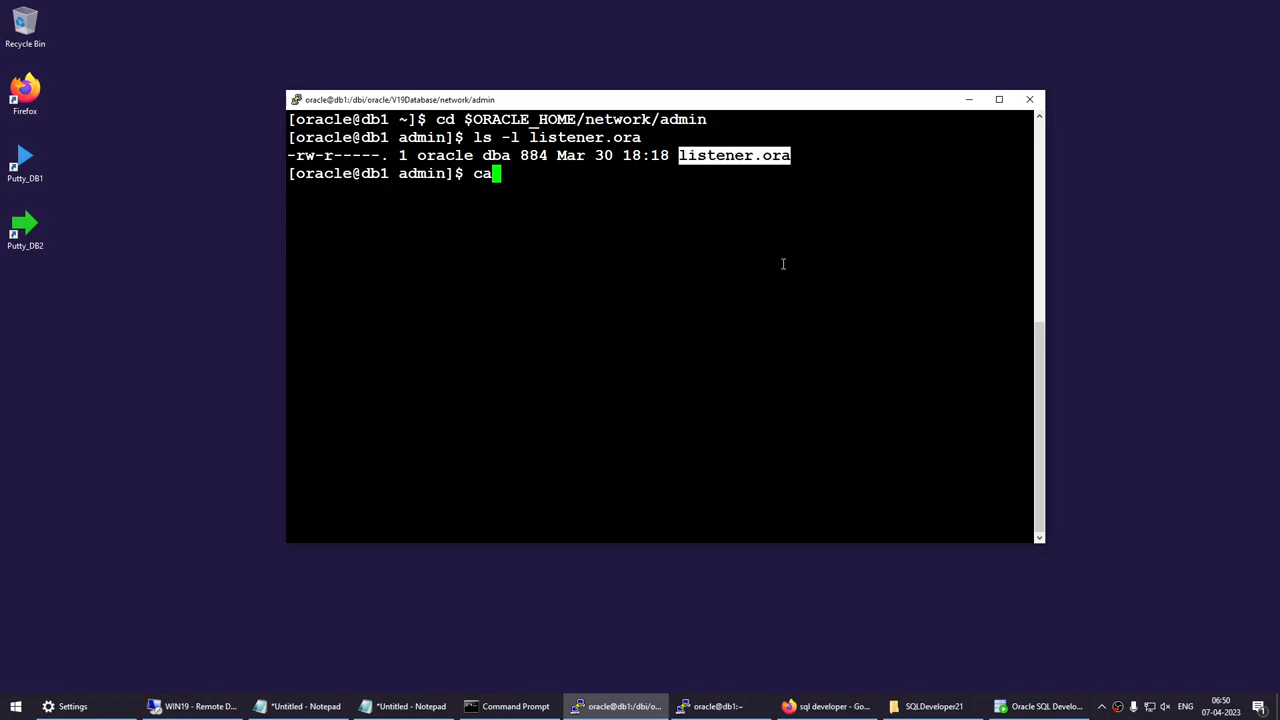 Recycle Bin
Firefox
Putty_DB1
Putty_DB2
oracle@db1:/dbi/oracle/V19Database/network/admin
[oracle@db1 ~]$ cd $ORACLE_HOME/network/admin
[oracle@db1 admin]$ ls -l listener.ora
-rw-r-----. 1 oracle dba 884 Mar 30 18:18 listener.ora
[oracle@db1 admin]$ ca
Settings
WIN19 - Remote D...
*Untitled - Notepad
*Untitled - Notepad
Command Prompt
oracle@db1:/dbi/o...
oracle@db1:~
sql developer - Go...
SQLDeveloper21
Oracle SQL Develo...
ENG
06:50
07-04-2023